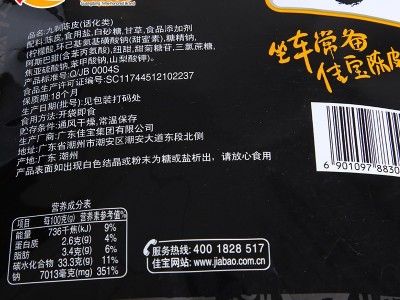 品名:九制陈皮(话化类)
配料:陈皮,食用盐,白砂糖,甘草,食品添加剂
(柠檬酸,环己基氨基磺酸钠(甜蜜素),糖精钠,
阿斯巴甜(含苯丙氨酸),纽甜,甜菊糖苷,三氯蔗糖,
焦亚硫酸钠,苯甲酸钠,山梨酸钾)。
产品标准号:Q/JB 0004S
食品生产许可证号:SC11744512102237
保质期:18个月
生产日期(批号):见包装打码处
食用方法:开袋即食
贮存条件:通风干燥,常温保存
生产商:广东佳宝集团有限公司
地址:广东省潮州市潮安区潮安大道东段北侧
产地:广东 潮州
产品表面如出现白色结晶或粉末为糖或盐析出,请放心食用
坐车常备
佳宝陈皮
6 901097 8830
营养成分表
项目 每100克(g) 营养素参考值%
能量 736千焦(kJ) 9%
蛋白质 2.6克(g) 4%
脂肪 3.4克(g) 6%
碳水化合物 33.3克(g) 11%
钠 7013毫克(mg) 351%
服务热线:400 1828 517
佳宝网站:www.jiabao.com.cn